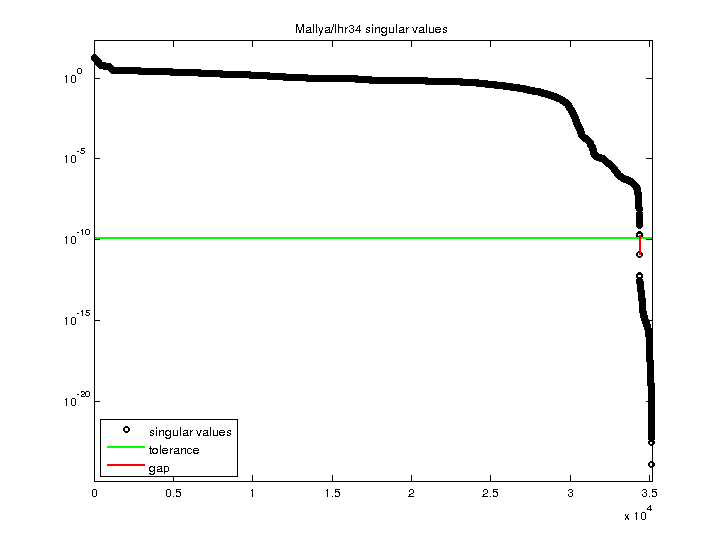 Mallya/lhr34 singular values
10^0
10^-5
10^-10
10^-15
10^-20
singular values
tolerance
gap
0 0.5 1 1.5 2 2.5 3 3.5
x 10^4